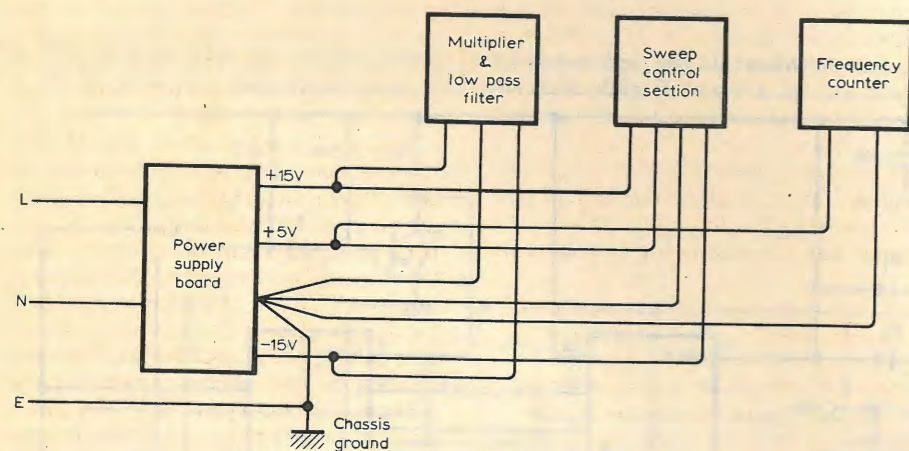 Multiplier
&
low pass
filter
Sweep
control
section
Frequency
counter
+15V
L
+5V
Power
supply
board
N
-15V
E
Chassis
ground